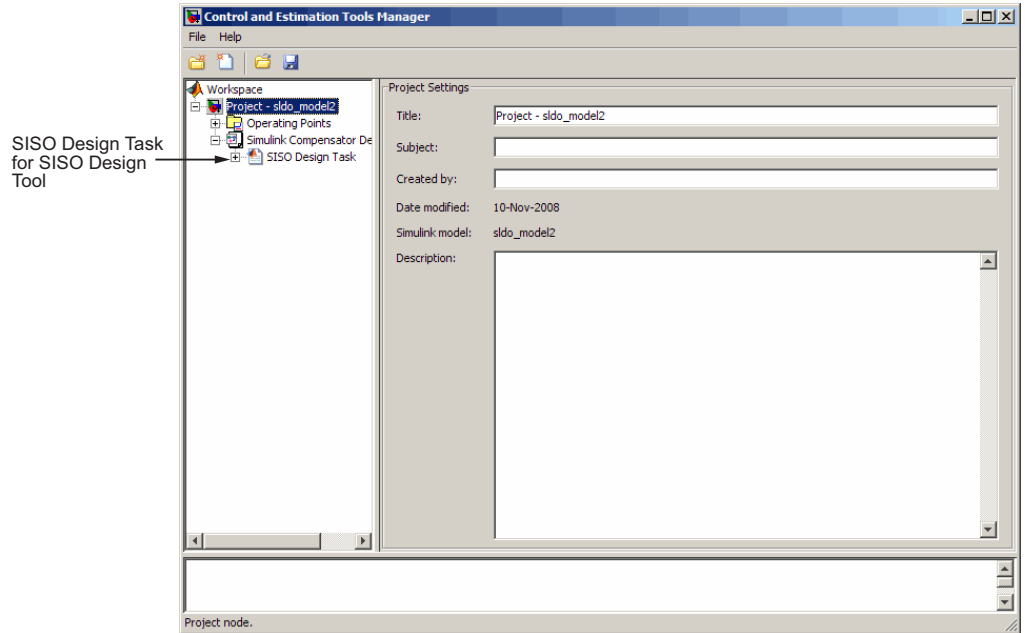 Control and Estimation Tools Manager
File Help
Workspace
Project - sldo_model2
Operating Points
Simulink Compensator De
SISO Design Task
SISO Design Task
for SISO Design
Tool
Project Settings
Title: Project - sldo_model2
Subject:
Created by:
Date modified: 10-Nov-2008
Simulink model: sldo_model2
Description:
Project node.